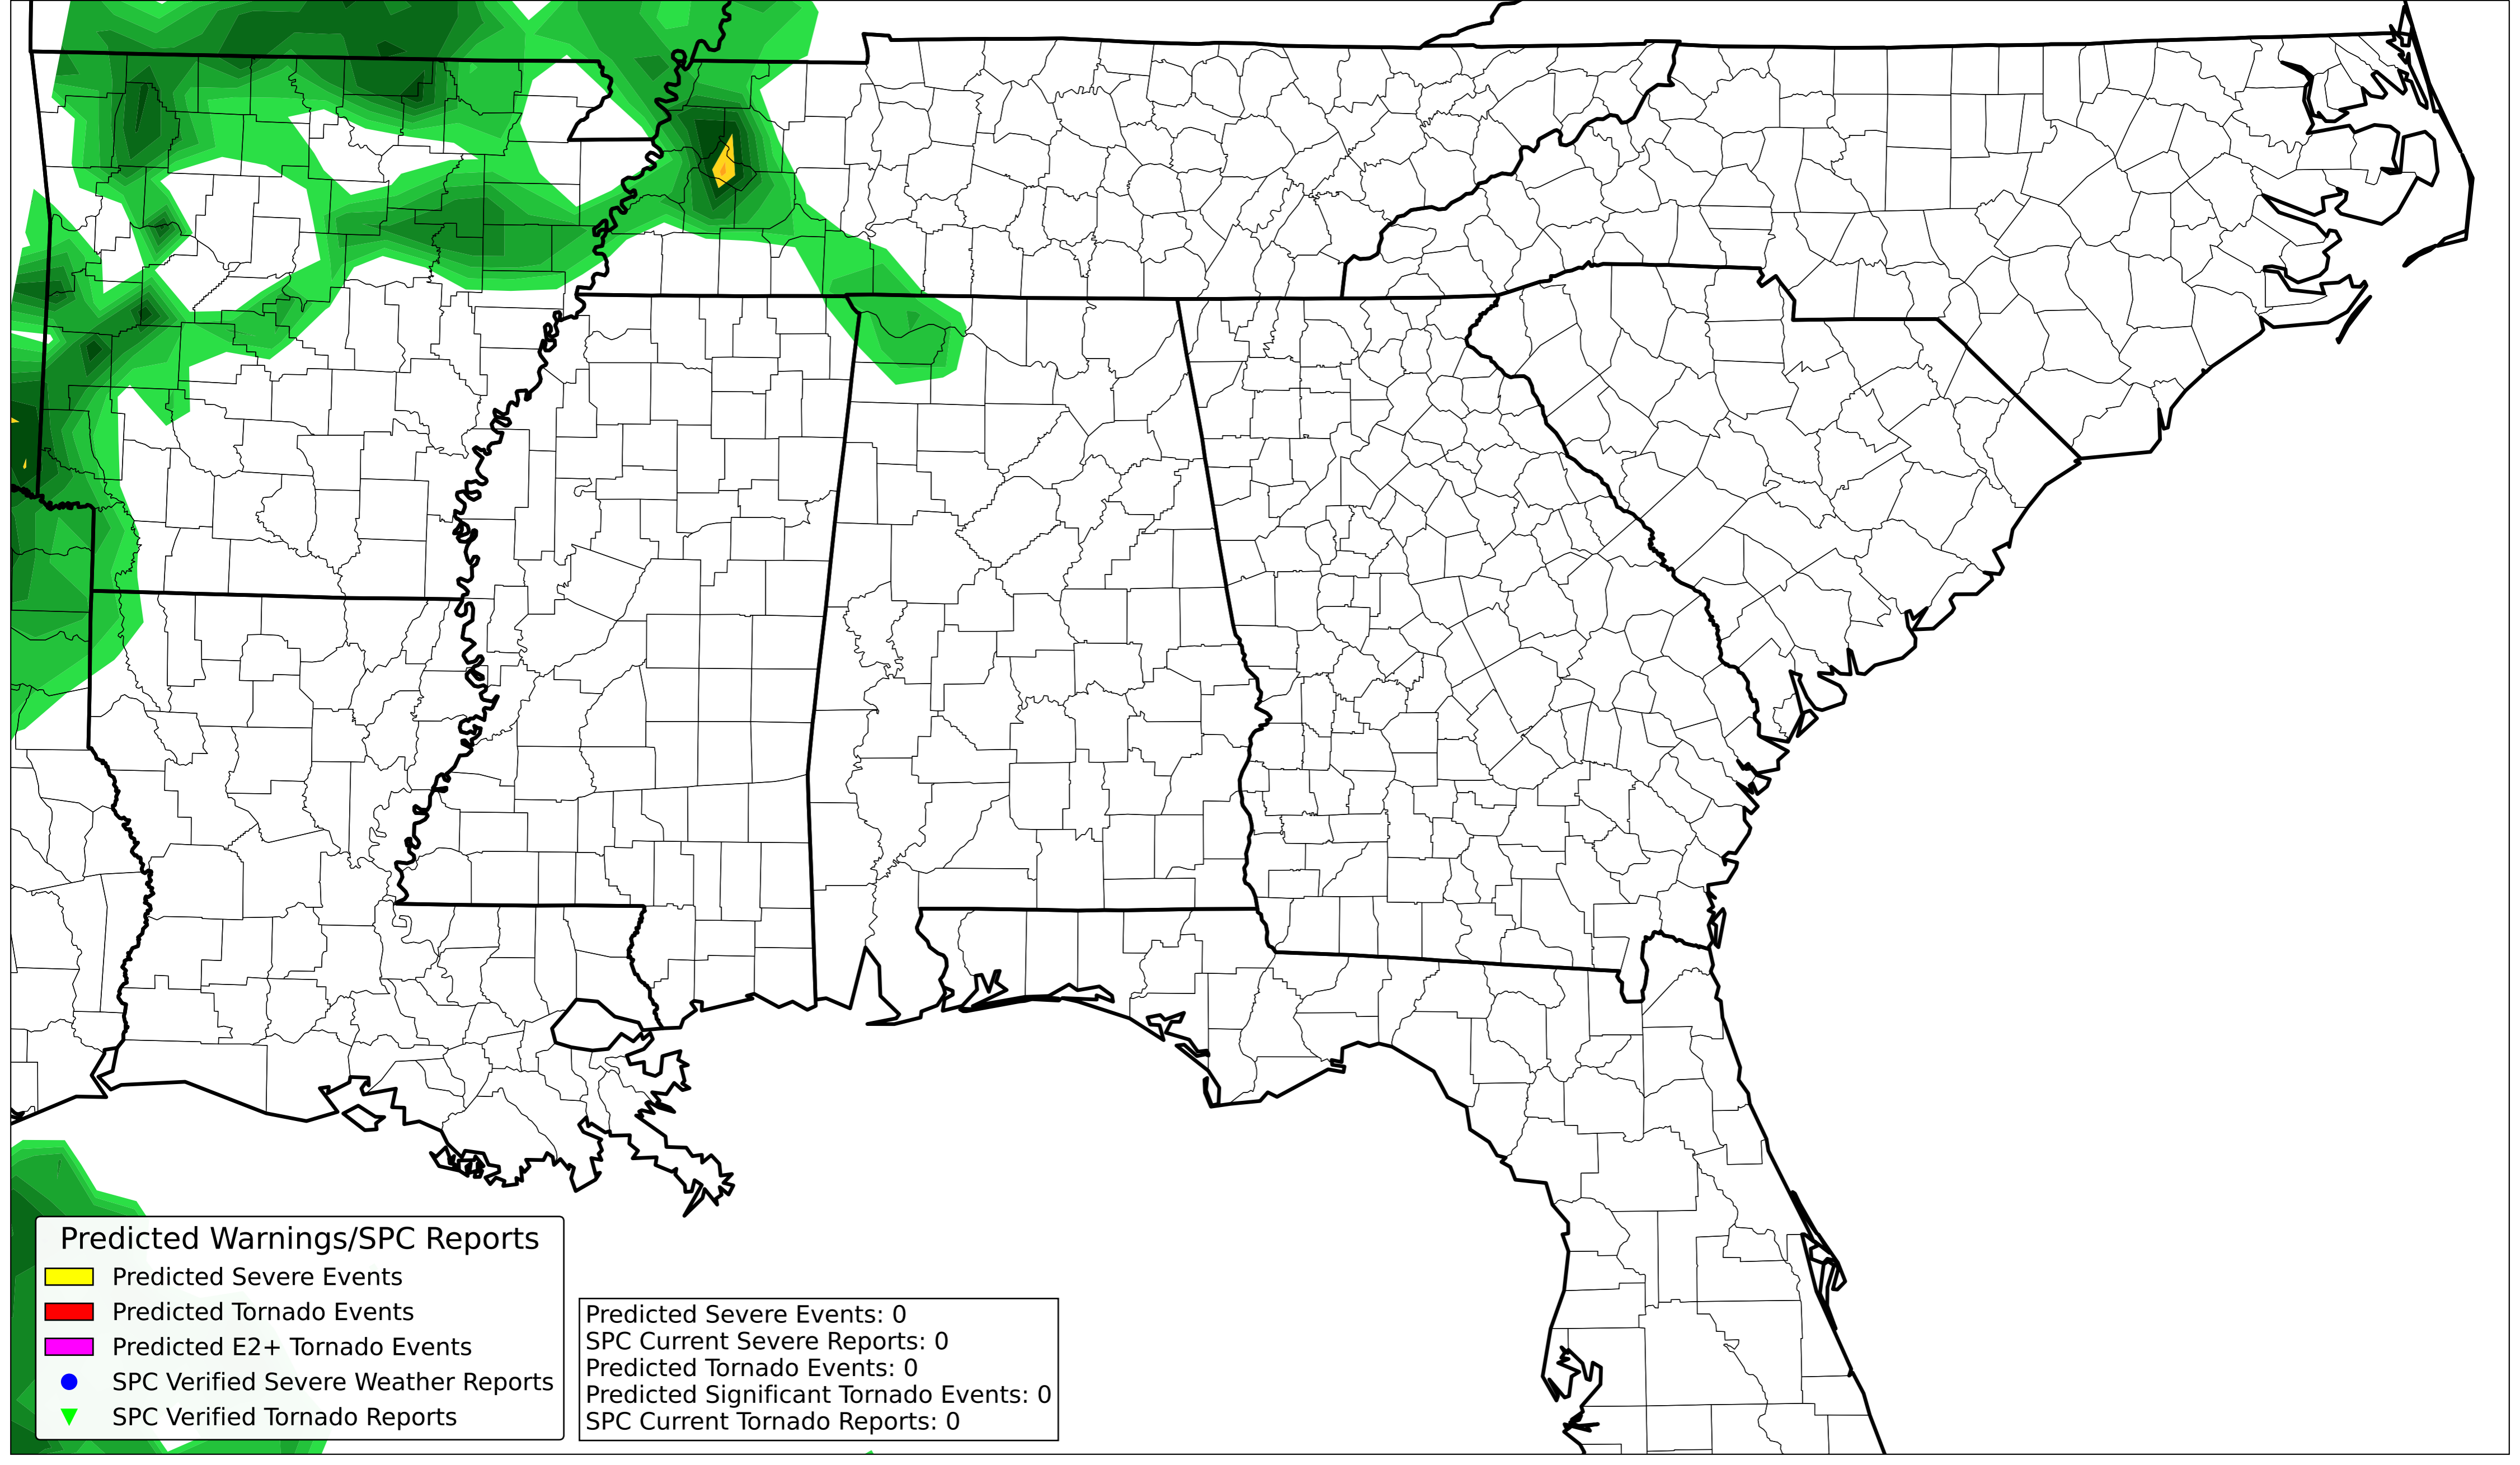 Predicted Warnings/SPC Reports
Predicted Severe Events
Predicted Tornado Events
Predicted E2+ Tornado Events
SPC Verified Severe Weather Reports
SPC Verified Tornado Reports
Predicted Severe Events: 0
SPC Current Severe Reports: 0
Predicted Tornado Events: 0
Predicted Significant Tornado Events: 0
SPC Current Tornado Reports: 0